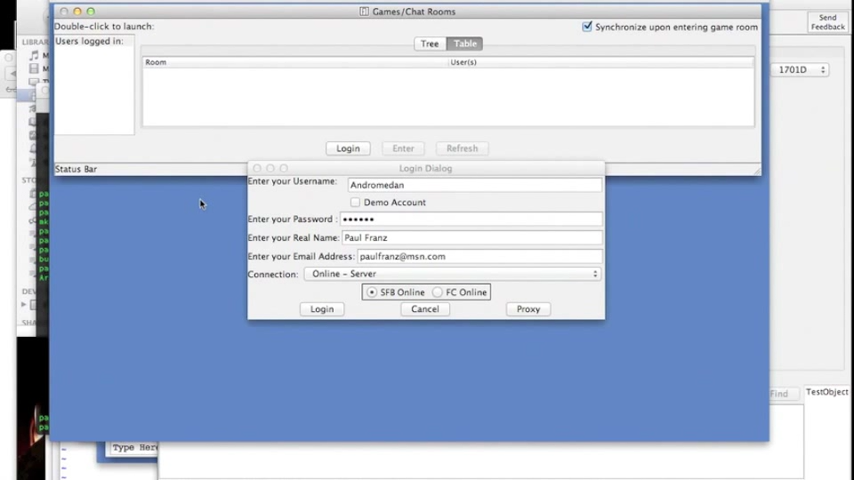 Games/Chat Rooms
Send
Feedback
Double-click to launch:
Synchronize upon entering game room
Users logged in:
Tree
Table
Room
User(s)
1701D
Login
Enter
Refresh
Status Bar
Login Dialog
Enter your Username:
Andromedan
Demo Account
Enter your Password :
••••••
Enter your Real Name:
Paul Franz
Enter your Email Address:
paulfranz@msn.com
Connection:
Online - Server
SFB Online
FC Online
Login
Cancel
Proxy
Find
TestObject
Type Here